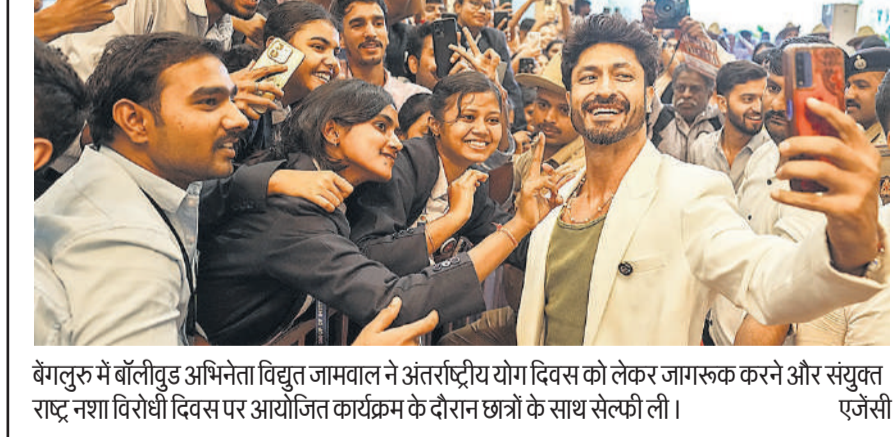 बेंगलुरु में बॉलीवुड अभिनेता विद्युत जामवाल ने अंतर्राष्ट्रीय योग दिवस को लेकर जागरूक करने और संयुक्त
राष्ट्र नशा विरोधी दिवस पर आयोजित कार्यक्रम के दौरान छात्रों के साथ सेल्फी ली। एजेंसी